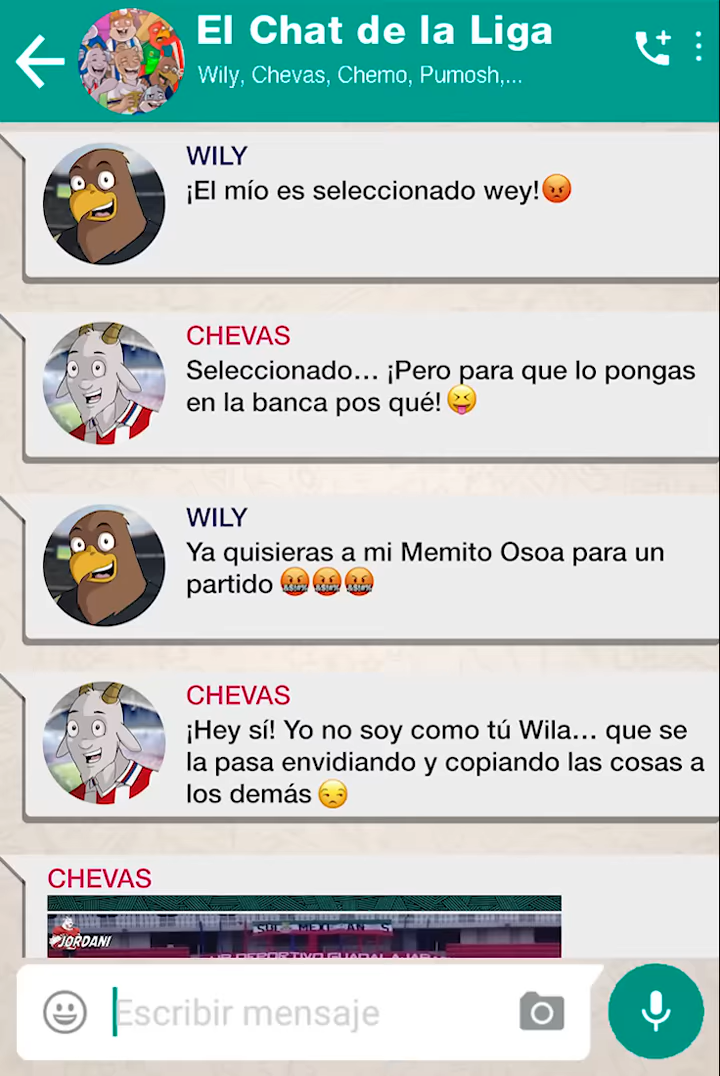 El Chat de la Liga
Wily, Chevas, Chemo, Pumosh,...
WILY
¡El mío es seleccionado wey!😡
CHEVAS
Seleccionado... ¡Pero para que lo pongas
en la banca pos qué!😝
WILY
Ya quisieras a mi Memito Osoa para un
partido 🤬🤬🤬
CHEVAS
¡Hey sí! Yo no soy como tú Wila... que se
la pasa envidiando y copiando las cosas a
los demás 😒
CHEVAS
JORDANI
DEPORTIVO GUADALAJARA
Escribir mensaje